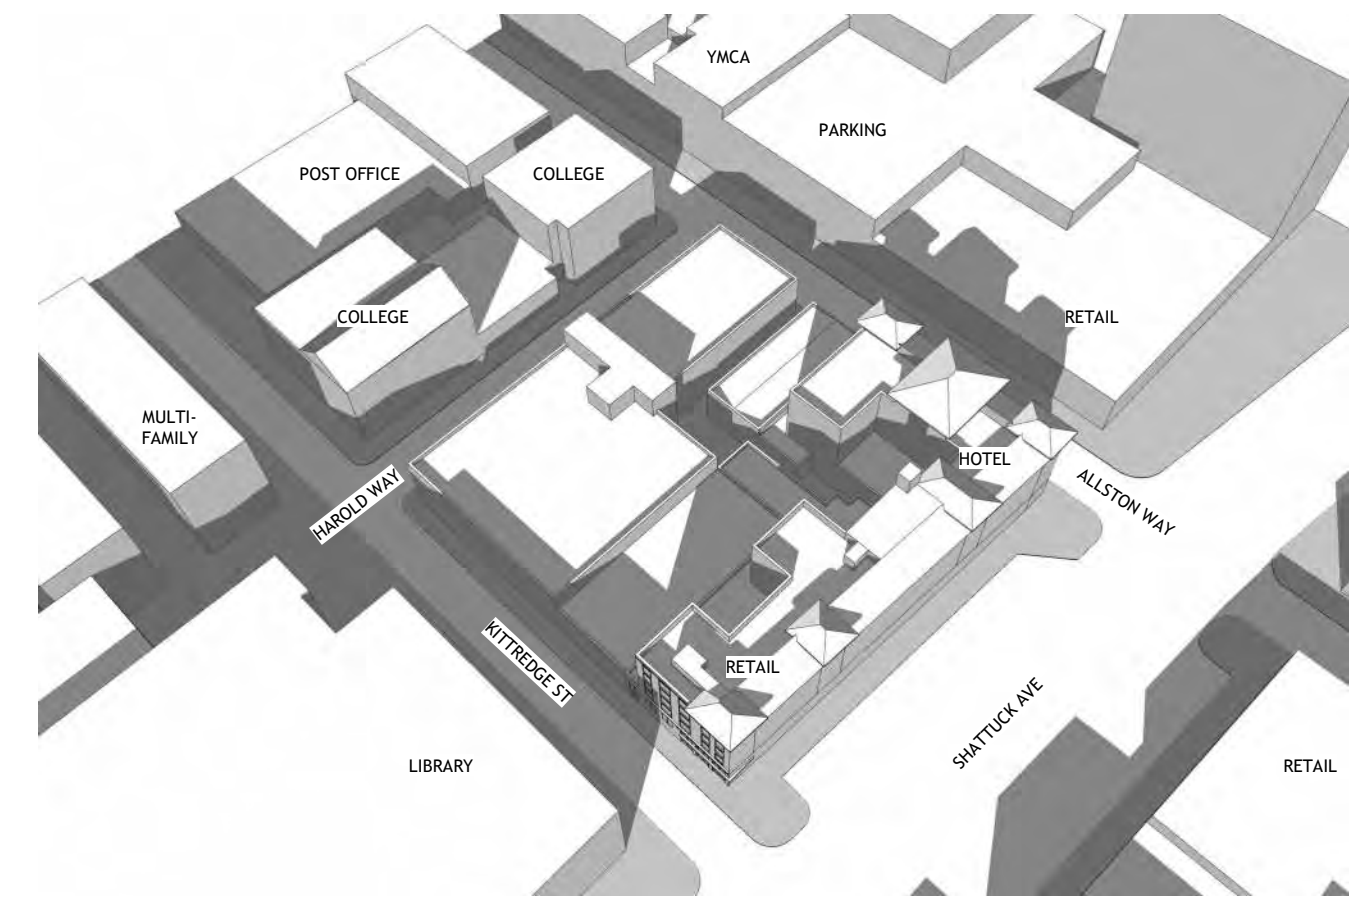 YMCA
PARKING
POST OFFICE
COLLEGE
COLLEGE
RETAIL
MULTI-
FAMILY
HOTEL
HAROLD WAY
ALLSTON WAY
KITTREDGE ST
RETAIL
SHATTUCK AVE
LIBRARY
RETAIL